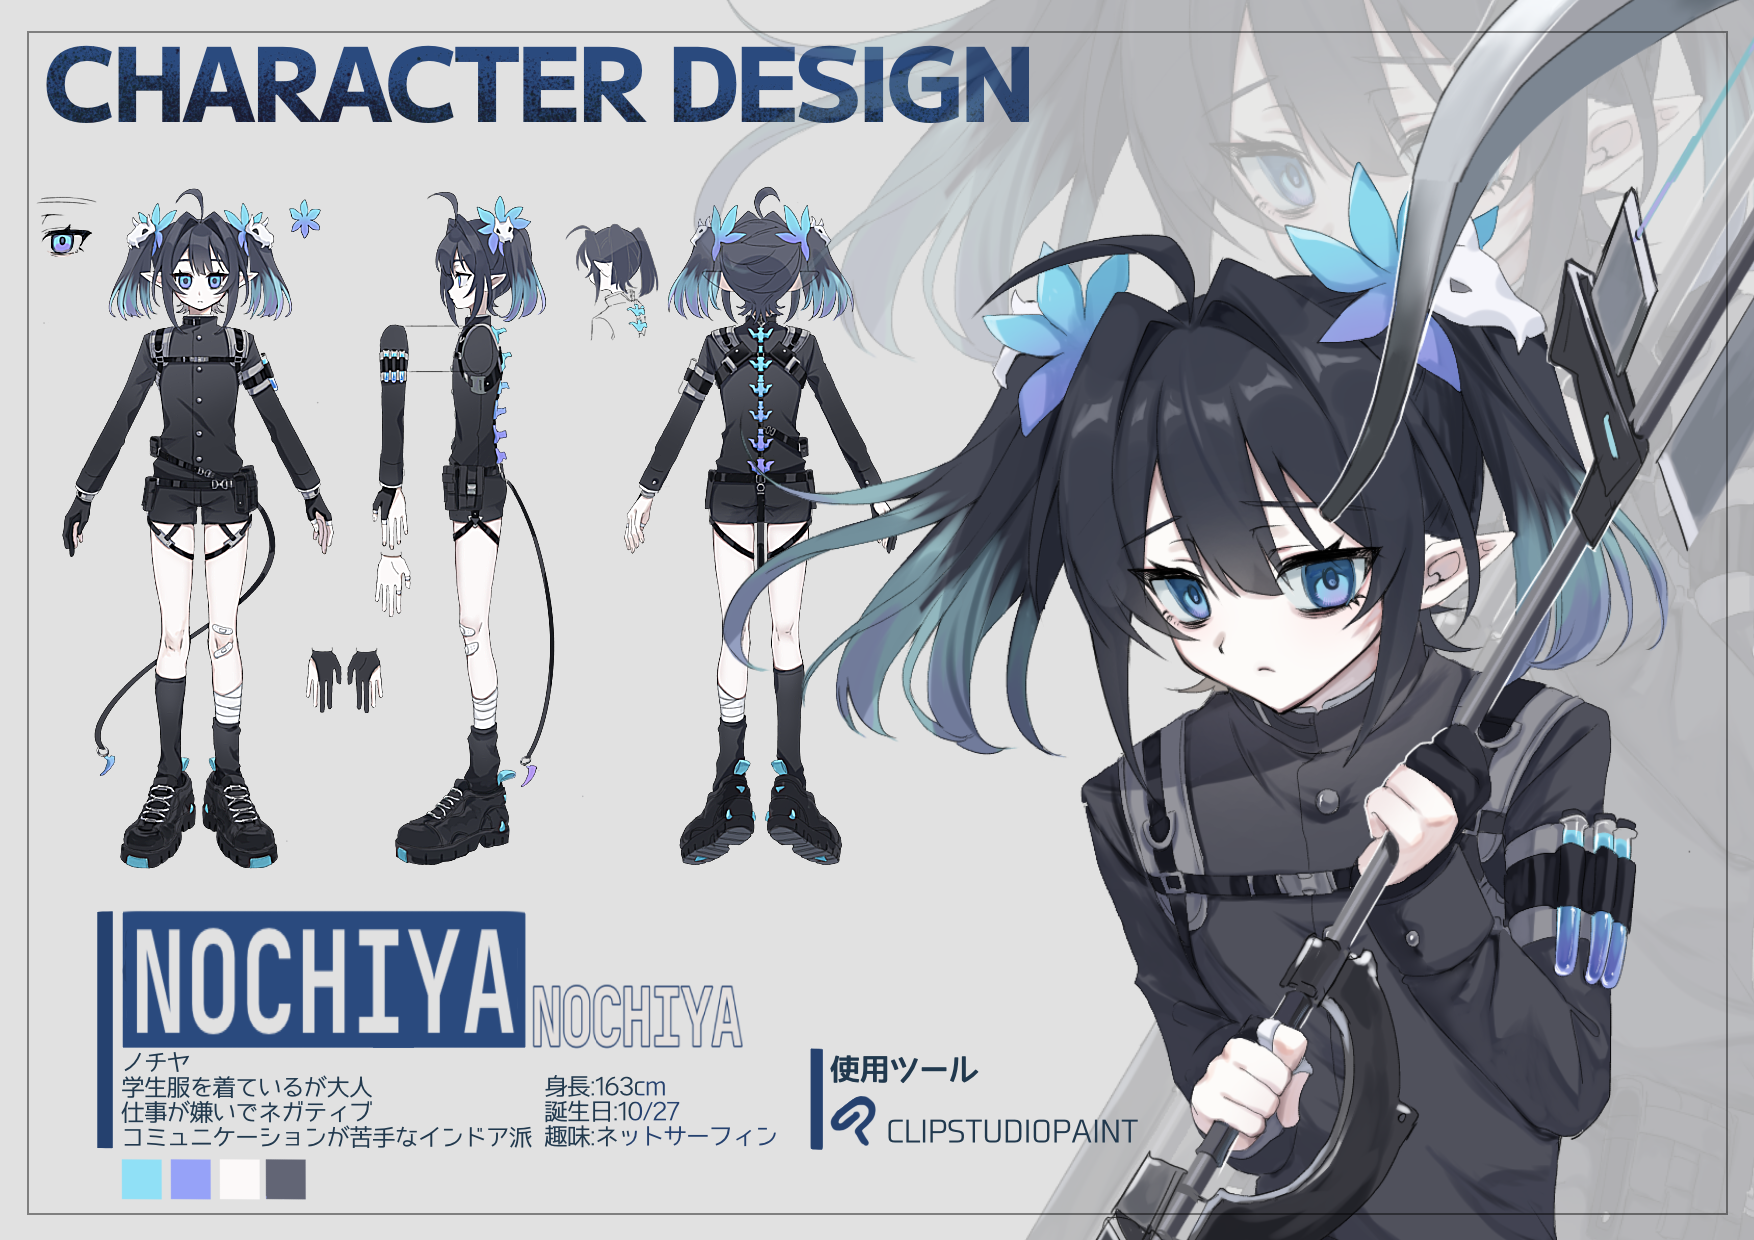 CHARACTER DESIGN
NOCHIYA
NOCHIYA
ノチヤ
学生服を着ているが大人
仕事が嫌いでネガティブ
コミュニケーションが苦手なインドア派
身長:163cm
誕生日:10/27
趣味:ネットサーフィン
使用ツール
CLIPSTUDIOPAINT